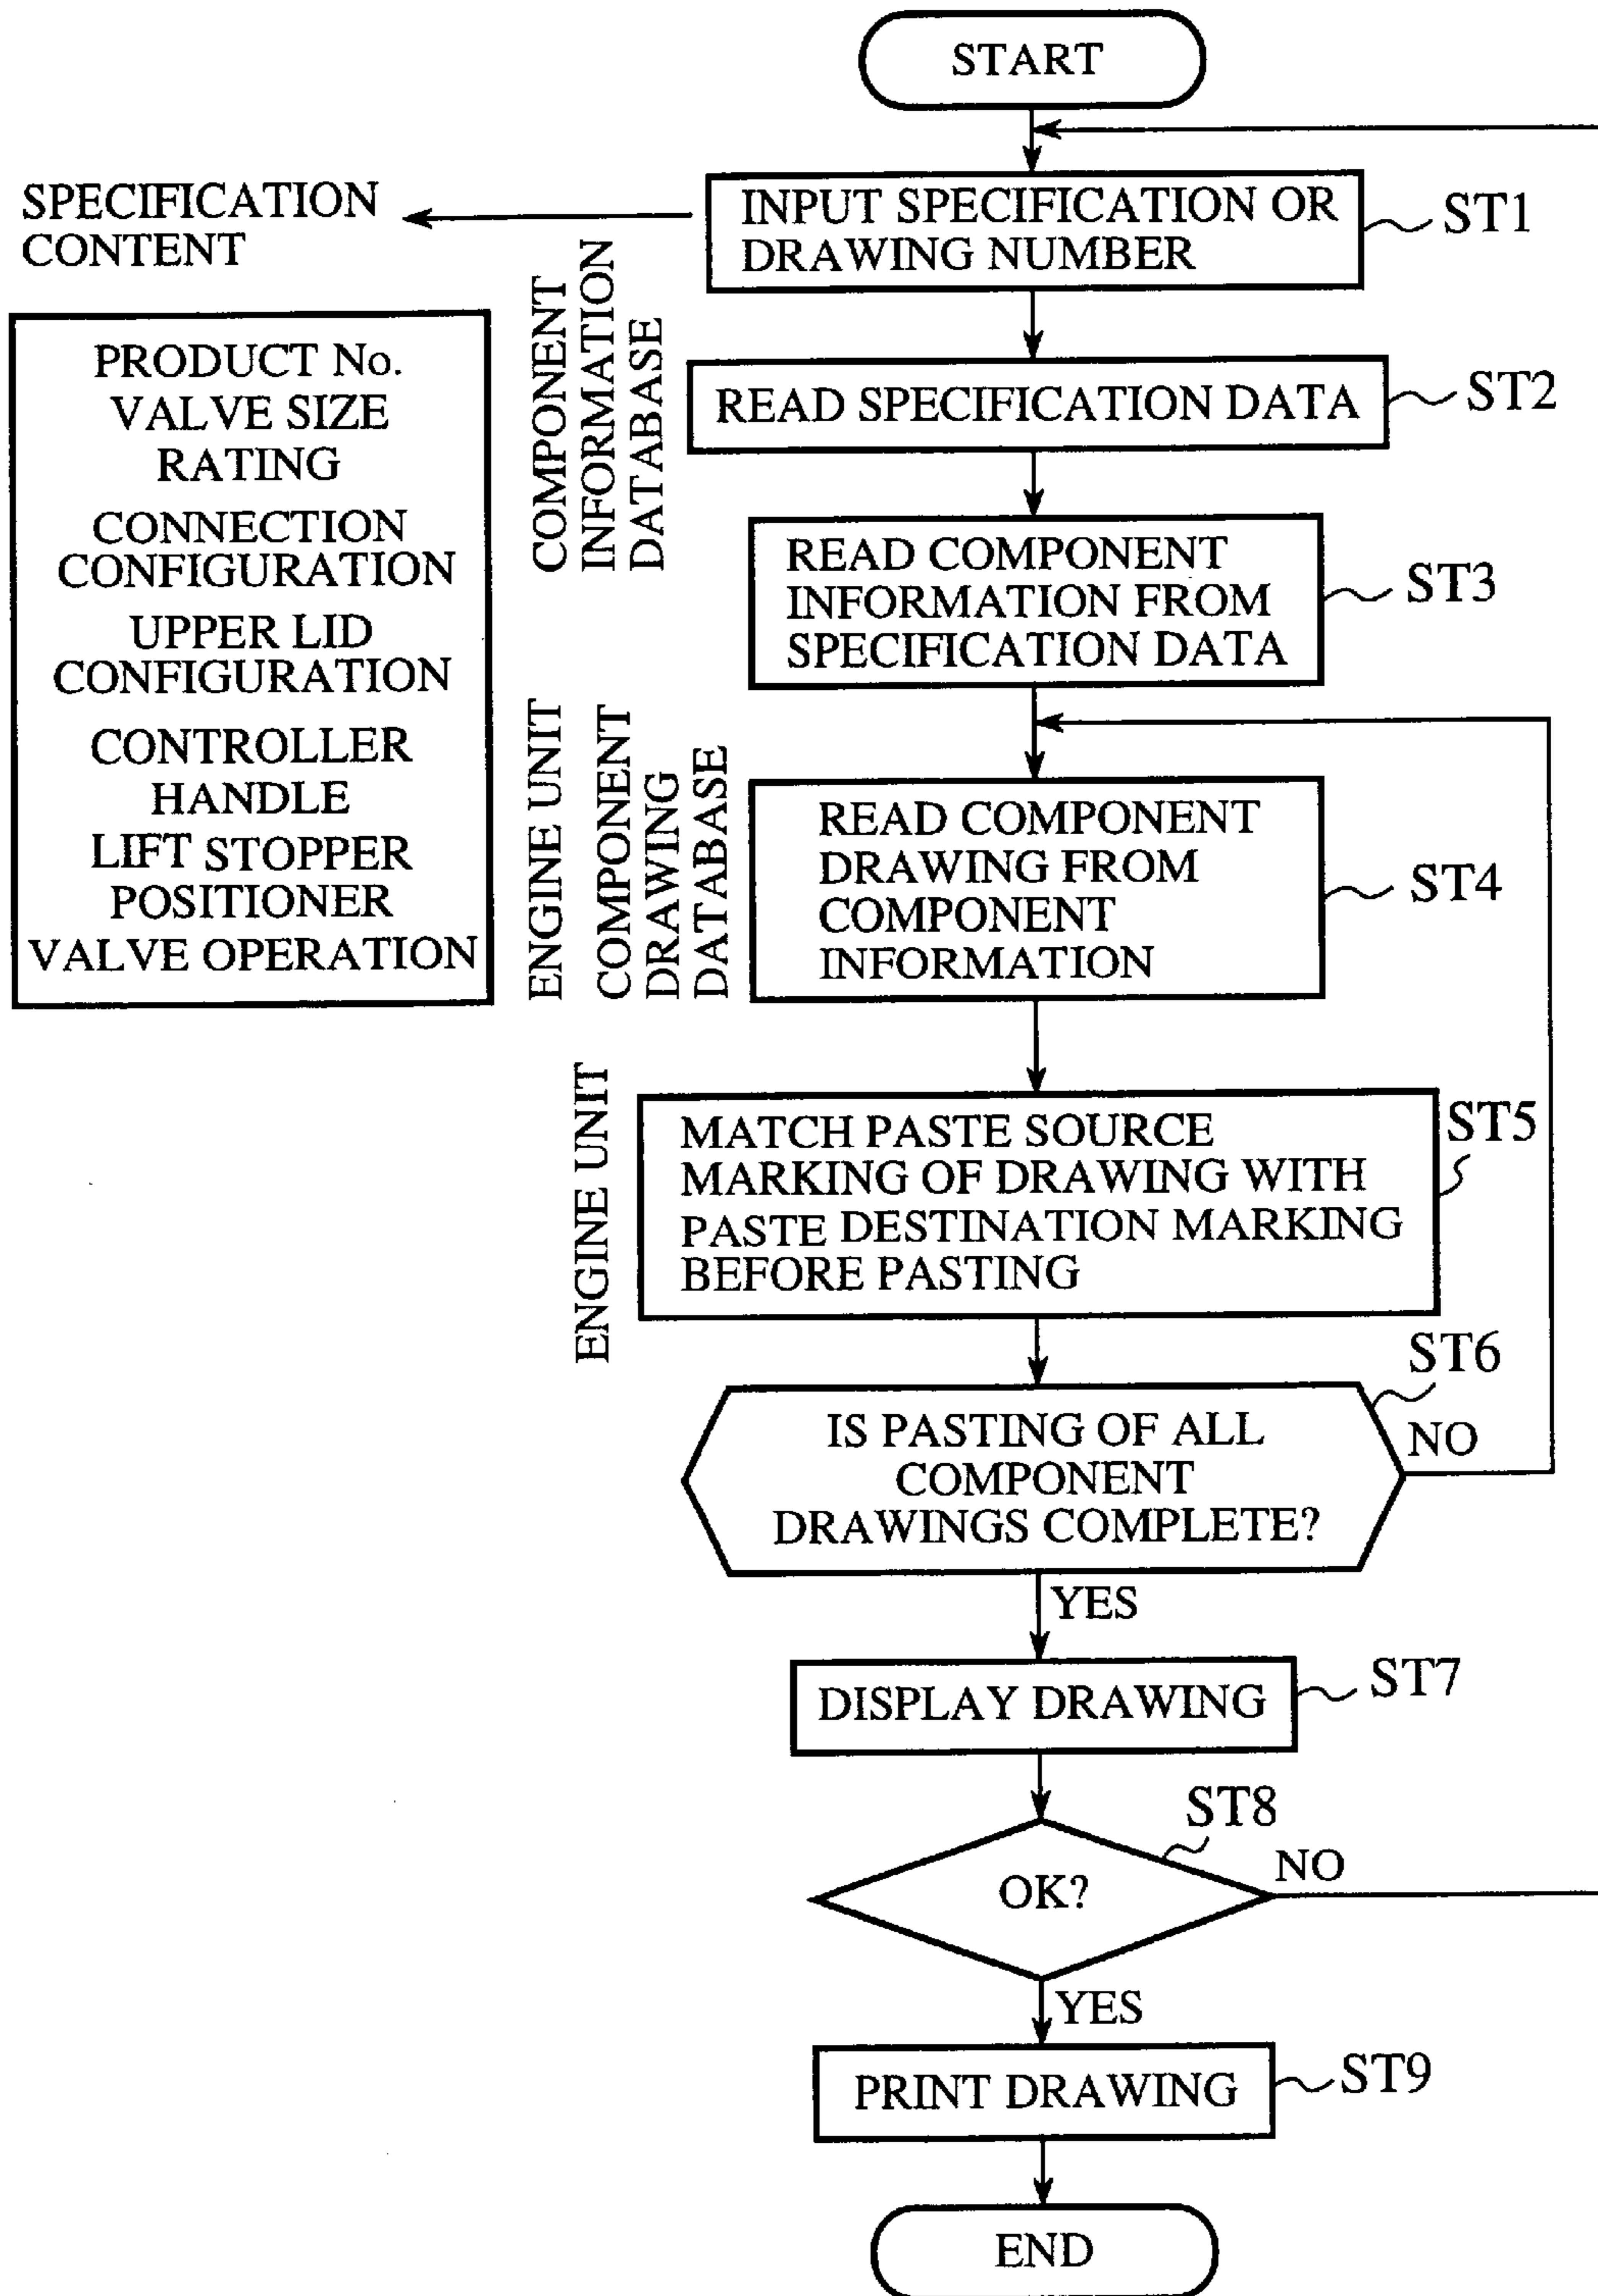 START
SPECIFICATION
CONTENT
INPUT SPECIFICATION OR
DRAWING NUMBER
ST1
PRODUCT No.
VALVE SIZE
RATING
CONNECTION
CONFIGURATION
UPPER LID
CONFIGURATION
CONTROLLER
HANDLE
LIFT STOPPER
POSITIONER
VALVE OPERATION
COMPONENT
INFORMATION
DATABASE
READ SPECIFICATION DATA
ST2
READ COMPONENT
INFORMATION FROM
SPECIFICATION DATA
ST3
ENGINE UNIT
COMPONENT
DRAWING
DATABASE
READ COMPONENT
DRAWING FROM
COMPONENT
INFORMATION
ST4
ENGINE UNIT
MATCH PASTE SOURCE
MARKING OF DRAWING WITH
PASTE DESTINATION MARKING
BEFORE PASTING
ST5
IS PASTING OF ALL
COMPONENT
DRAWINGS COMPLETE?
ST6
NO
YES
DISPLAY DRAWING
ST7
OK?
ST8
NO
YES
PRINT DRAWING
ST9
END